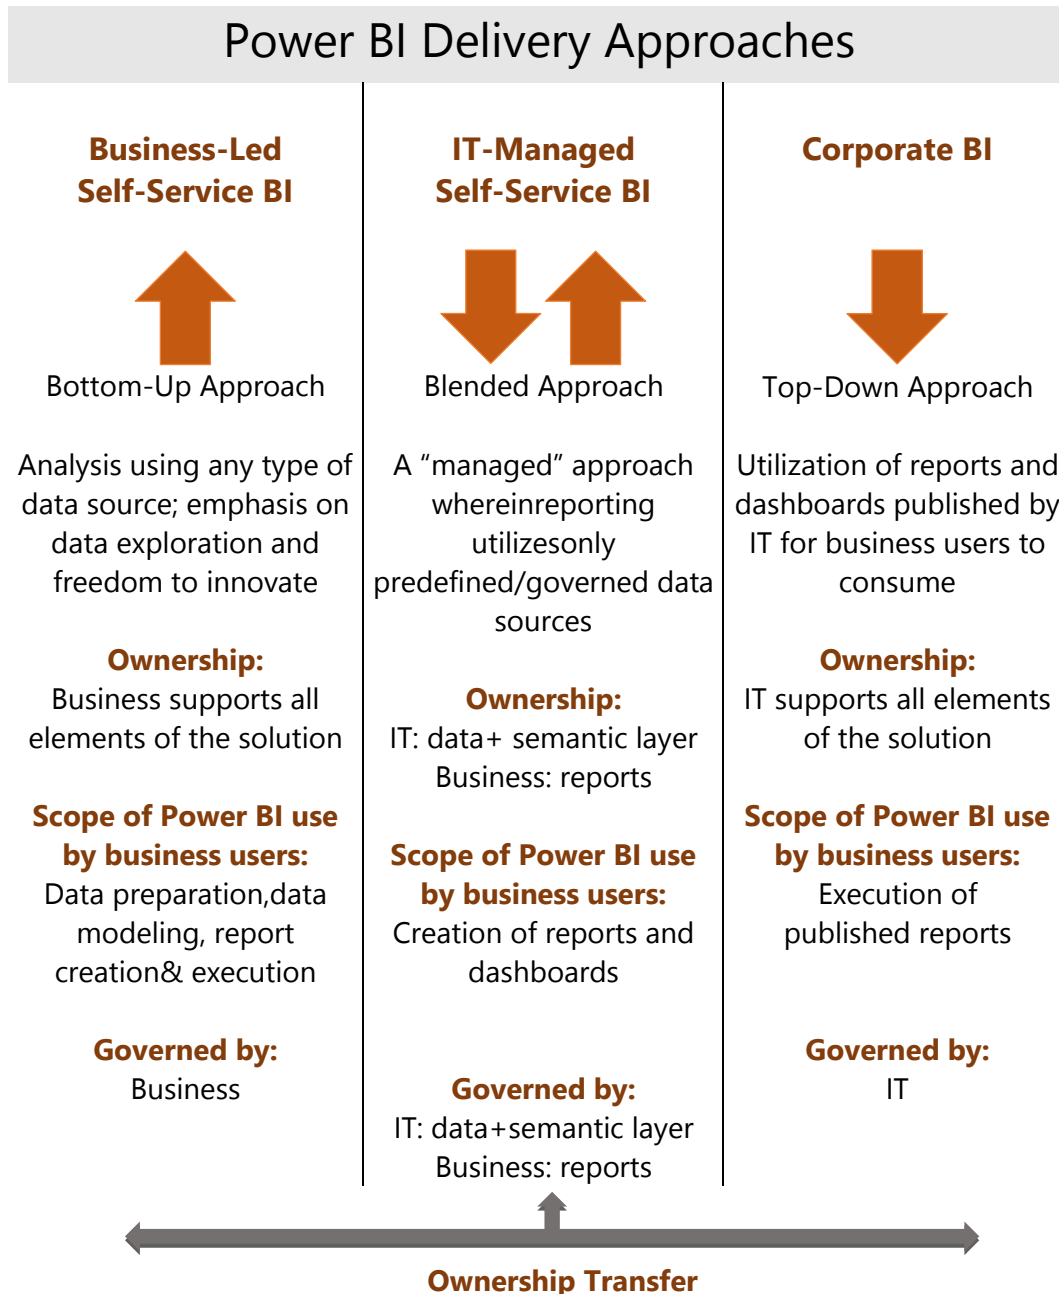 Power BI Delivery Approaches
Business-Led
Self-Service BI
Bottom-Up Approach
Analysis using any type of
data source; emphasis on
data exploration and
freedom to innovate
Ownership:
Business supports all
elements of the solution
Scope of Power BI use
by business users:
Data preparation,data
modeling, report
creation& execution
Governed by:
Business
IT-Managed
Self-Service BI
Blended Approach
A “managed” approach
whereinreporting
utilizesonly
predefined/governed data
sources
Ownership:
IT: data+ semantic layer
Business: reports
Scope of Power BI use
by business users:
Creation of reports and
dashboards
Governed by:
IT: data+semantic layer
Business: reports
Corporate BI
Top-Down Approach
Utilization of reports and
dashboards published by
IT for business users to
consume
Ownership:
IT supports all elements
of the solution
Scope of Power BI use
by business users:
Execution of
published reports
Governed by:
IT
Ownership Transfer